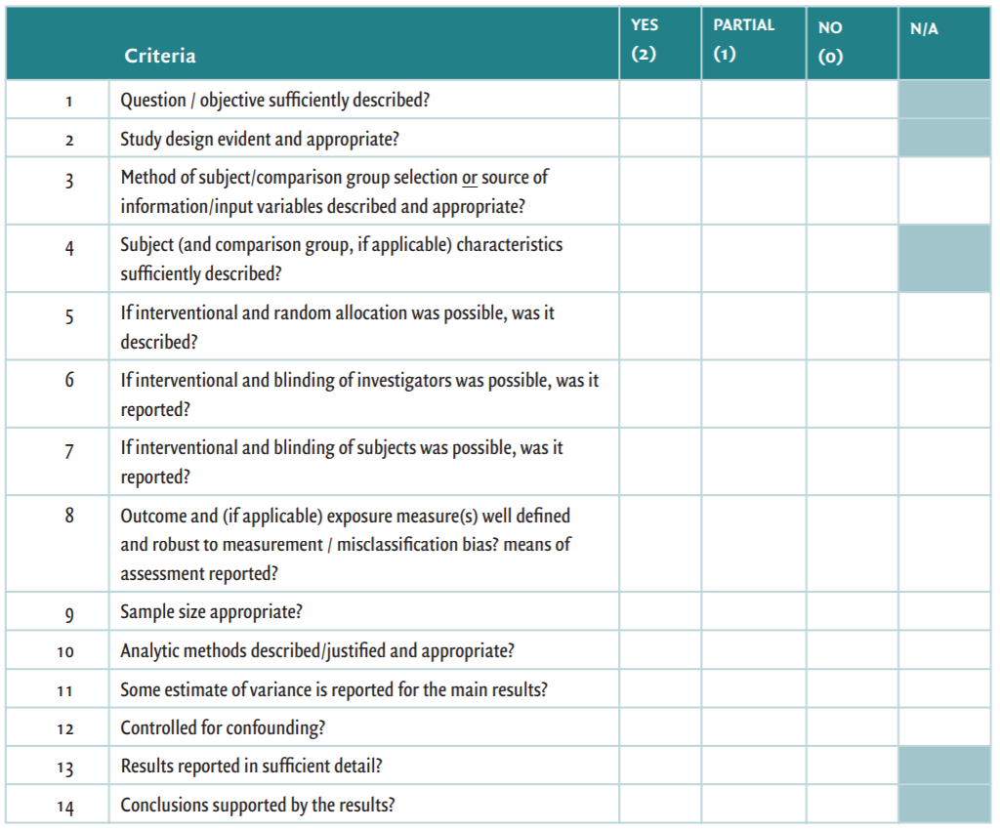 Criteria YES PARTIAL NO N/A
(2) (1) (0)
1 Question / objective sufficiently described?
2 Study design evident and appropriate?
3 Method of subject/comparison group selection or source of
information/input variables described and appropriate?
4 Subject (and comparison group, if applicable) characteristics
sufficiently described?
5 If interventional and random allocation was possible, was it
described?
6 If interventional and blinding of investigators was possible, was it
reported?
7 If interventional and blinding of subjects was possible, was it
reported?
8 Outcome and (if applicable) exposure measure(s) well defined
and robust to measurement / misclassification bias? means of
assessment reported?
9 Sample size appropriate?
10 Analytic methods described/justified and appropriate?
11 Some estimate of variance is reported for the main results?
12 Controlled for confounding?
13 Results reported in sufficient detail?
14 Conclusions supported by the results?